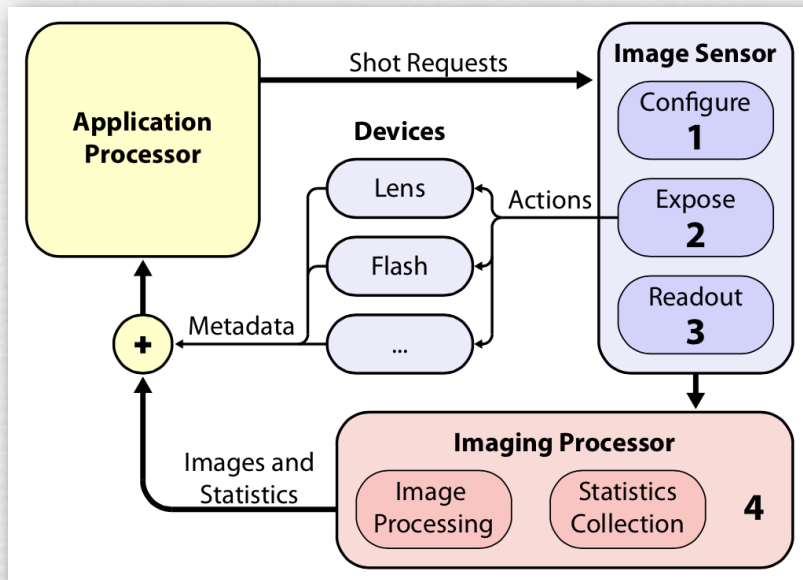 Application
Processor
Shot Requests
Image Sensor
Configure
1
Devices
Lens
Actions
Expose
2
Flash
Readout
3
Metadata
+
...
Imaging Processor
Images and
Statistics
Image
Processing
Statistics
Collection
4